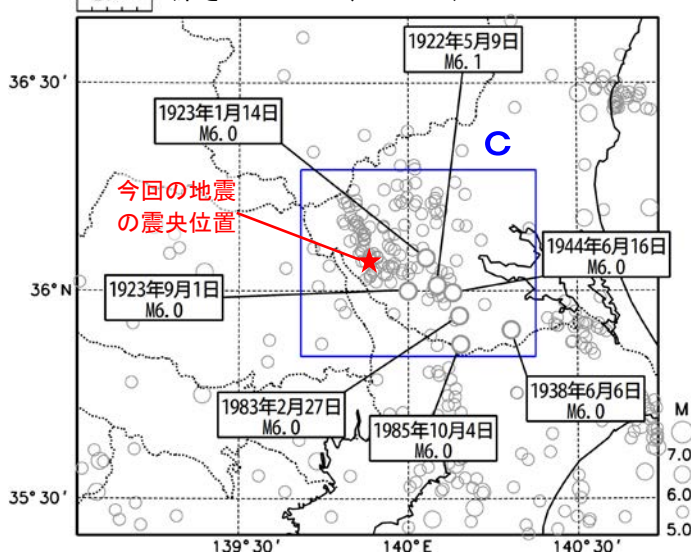 1922年5月9日
M6.1
36°30′
1923年1月14日
M6.0
C
今回の地震
の震央位置
1944年6月16日
M6.0
36°N
1923年9月1日
M6.0
1983年2月27日
M6.0
1938年6月6日
M6.0
1985年10月4日
M6.0
M
7.0
6.0
5.0
35°30′
139°30′
140°E
140°30′